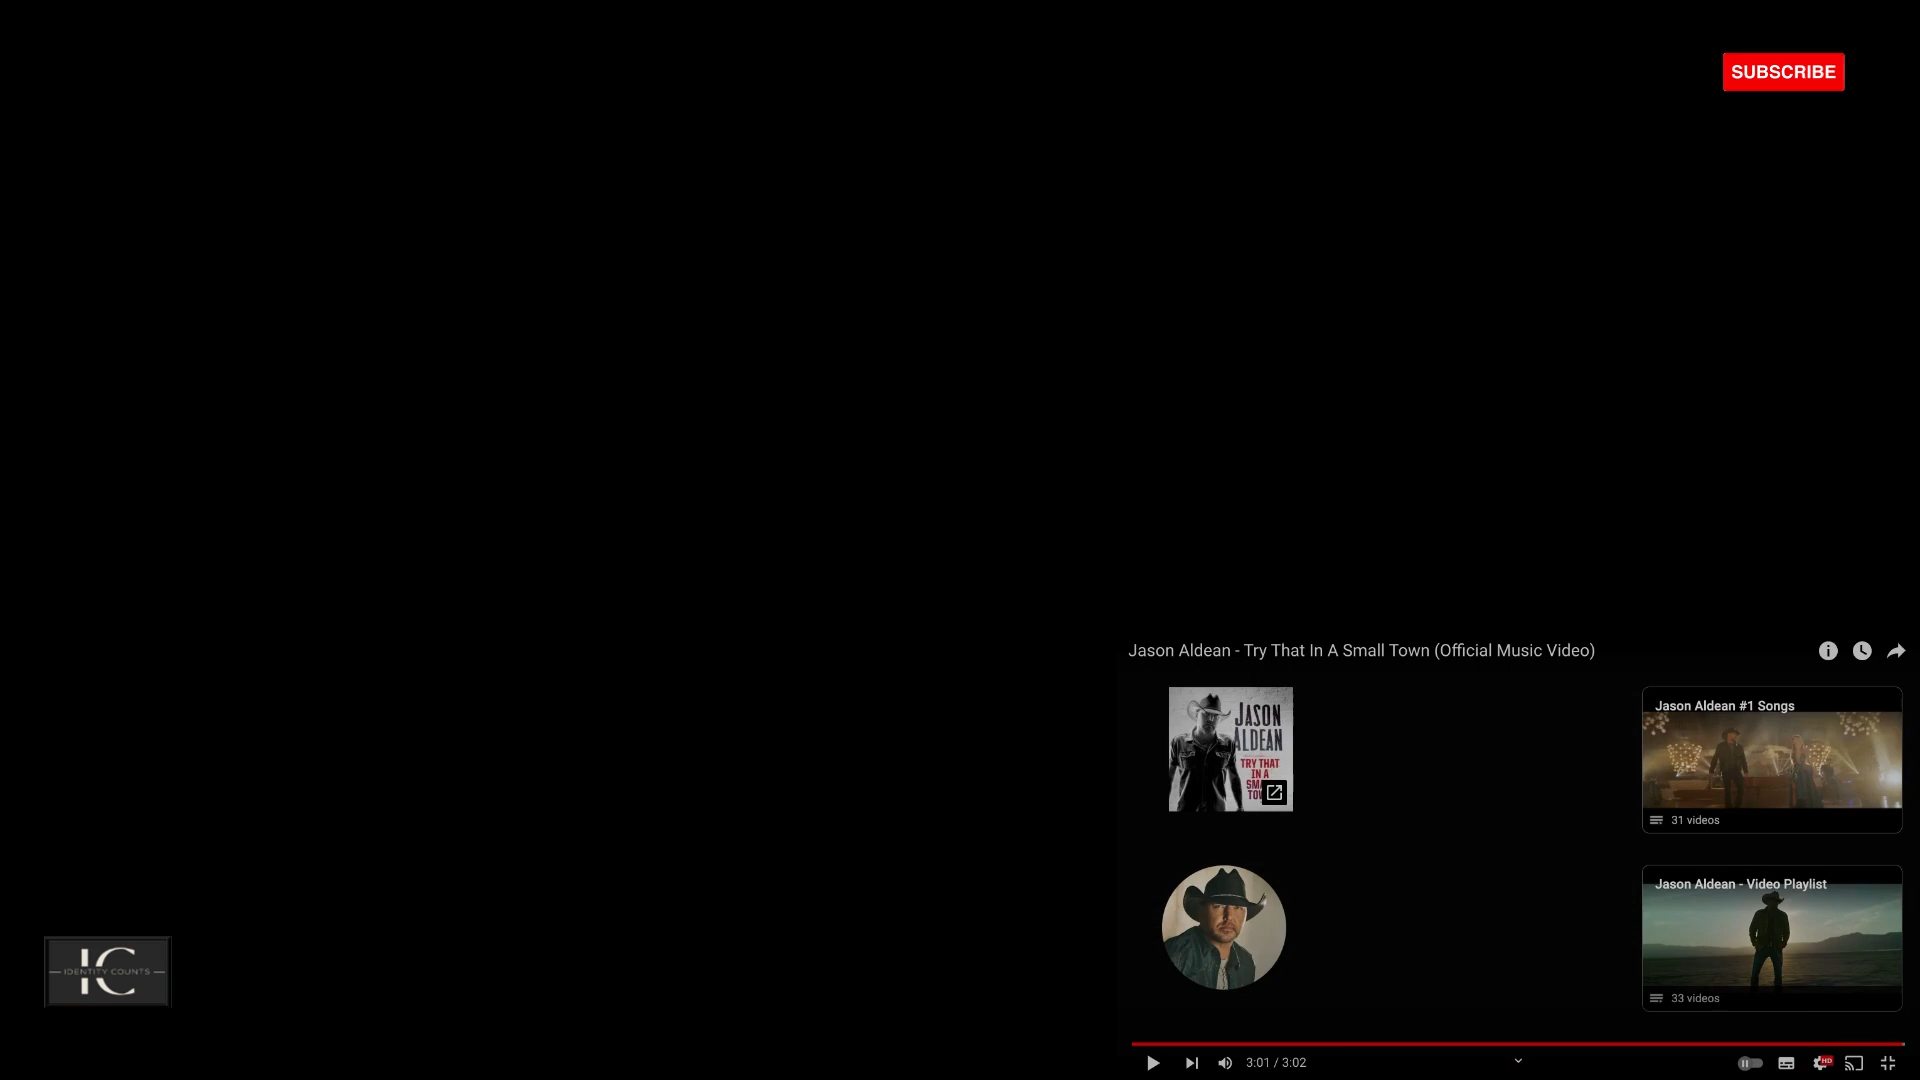 SUBSCRIBE
Jason Aldean - Try That In A Small Town (Official Music Video)
JASON
ALDEAN
TRY THAT
IN A
Jason Aldean #1 Songs
31 videos
Jason Aldean - Video Playlist
33 videos
IC
IDENTITY COUNTS
3:01 / 3:02
HD